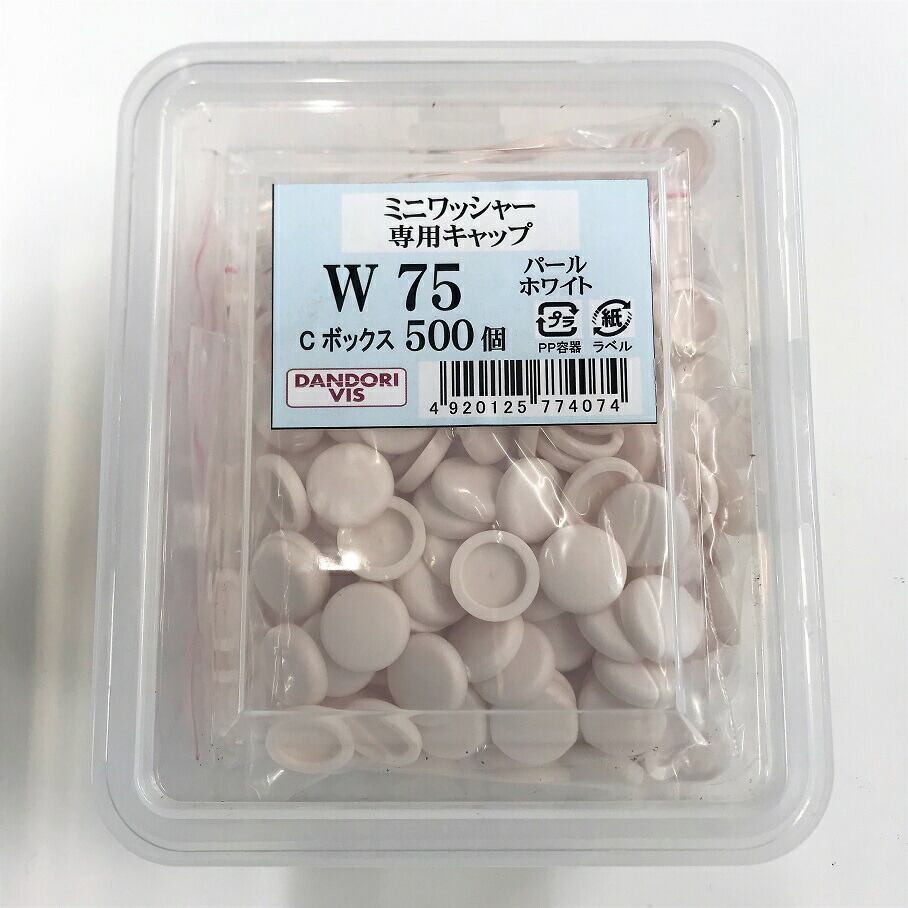 ミニワッシャー
専用キャップ
W 75
パール
ホワイト
C ボックス 500 個
プラ
PP容器
紙
ラベル
DANDORI
VIS
4 920125 774074